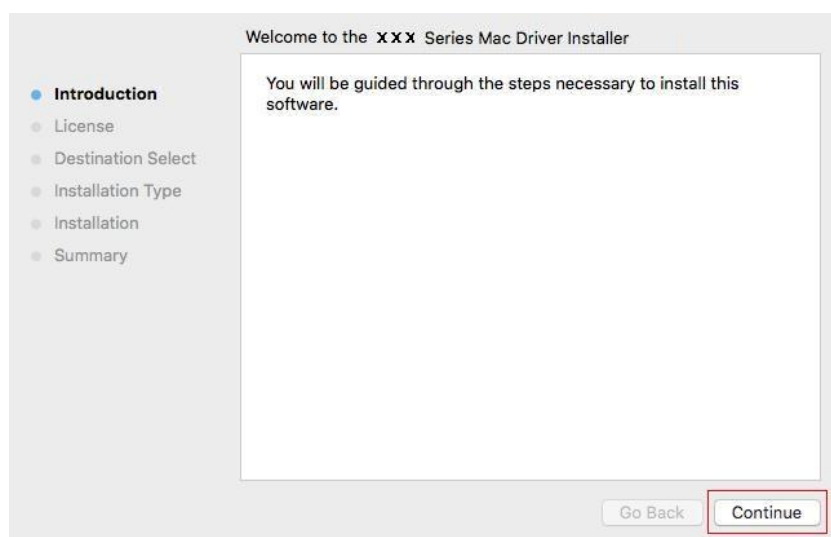 Welcome to the xxx Series Mac Driver Installer
Introduction
License
Destination Select
Installation Type
Installation
Summary
You will be guided through the steps necessary to install this
software.
Go Back
Continue